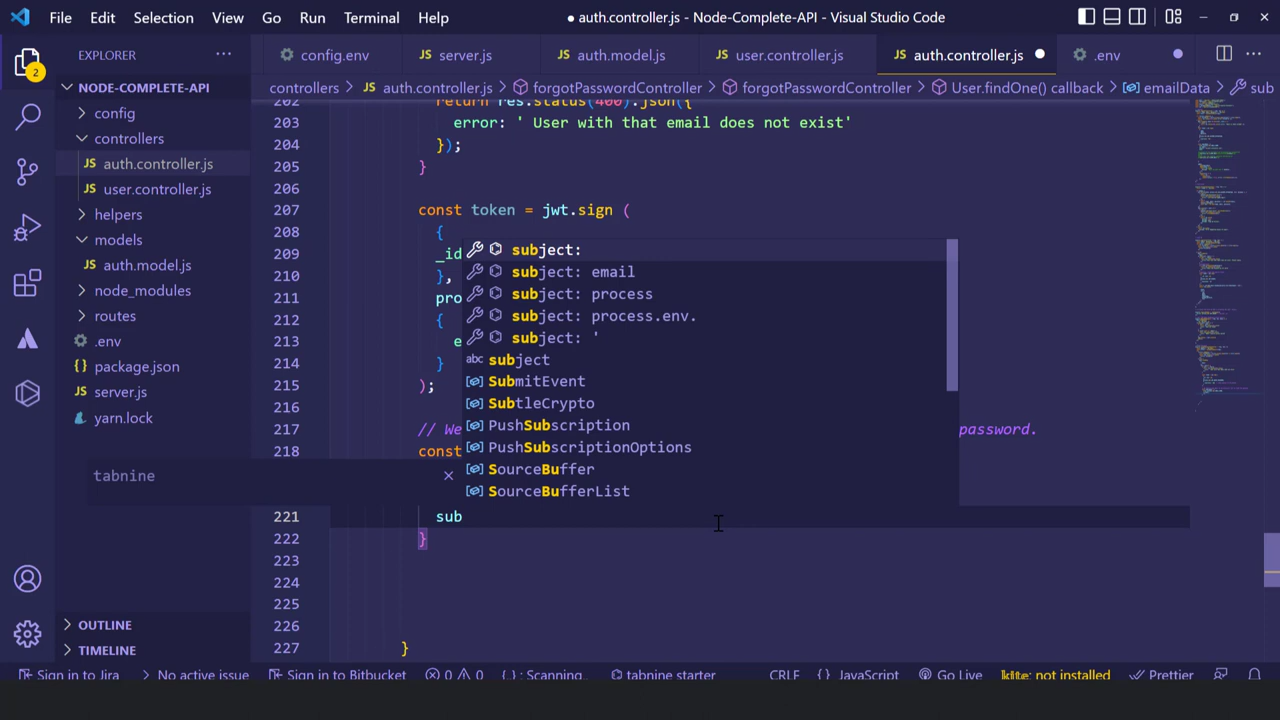 File Edit Selection View Go Run Terminal Help
● auth.controller.js - Node-Complete-API - Visual Studio Code
EXPLORER
config.env
JS server.js
JS auth.model.js
JS user.controller.js
JS auth.controller.js
.env
2
NODE-COMPLETE-API
config
controllers
JS auth.controller.js
JS user.controller.js
helpers
models
JS auth.model.js
node_modules
routes
.env
package.json
JS server.js
yarn.lock
OUTLINE
TIMELINE
tabnine
controllers > JS auth.controller.js > forgotPasswordController > forgotPasswordController > User.findOne() callback > emailData > sub
202 return res.status(400).json({
203 error: ' User with that email does not exist'
204 });
205 }
206
207 const token = jwt.sign (
208 {
209 _id
210 },
211 pro
212 {
213 e
214 }
215 );
216
217 // We password.
218 const
221 sub
222 }
223
224
225
226
227 }
subject:
subject: email
subject: process
subject: process.env.
subject: '
abc subject
SubmitEvent
SubtleCrypto
PushSubscription
PushSubscriptionOptions
SourceBuffer
SourceBufferList
Sign in to Jira
No active issue
Sign in to Bitbucket
0 0
{..} : Scanning..
tabnine starter
CRLF
{} JavaScript
Go Live
kite: not installed
Prettier